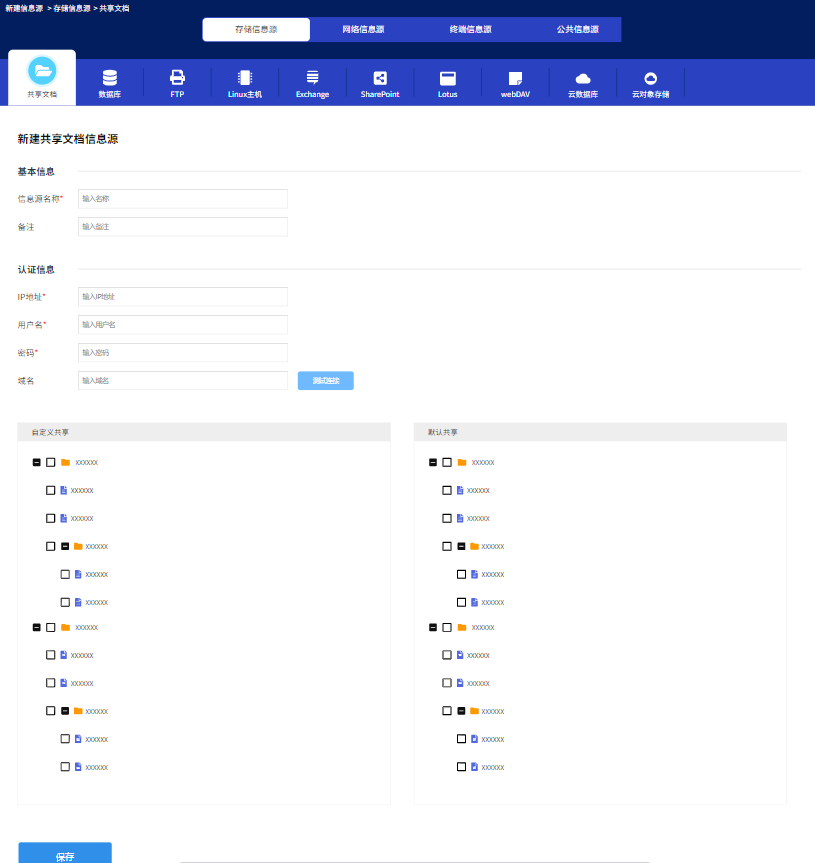 新建信息源 > 存储信息源 > 共享文档
存储信息源 网络信息源 终端信息源 公共信息源
共享文档 数据库 FTP Linux主机 Exchange SharePoint Lotus webDAV 云数据库 云对象存储
新建共享文档信息源
基本信息
信息源名称* 输入名称
备注 输入备注
认证信息
IP地址* 输入IP地址
用户名* 输入用户名
密码* 输入密码
域名 输入域名 测试连接
自定义共享 默认共享
xxxxxx xxxxxx
xxxxxx xxxxxx
xxxxxx xxxxxx
xxxxxx xxxxxx
xxxxxx xxxxxx
xxxxxx xxxxxx
xxxxxx xxxxxx
xxxxxx xxxxxx
xxxxxx xxxxxx
xxxxxx xxxxxx
xxxxxx xxxxxx
xxxxxx xxxxxx
保存